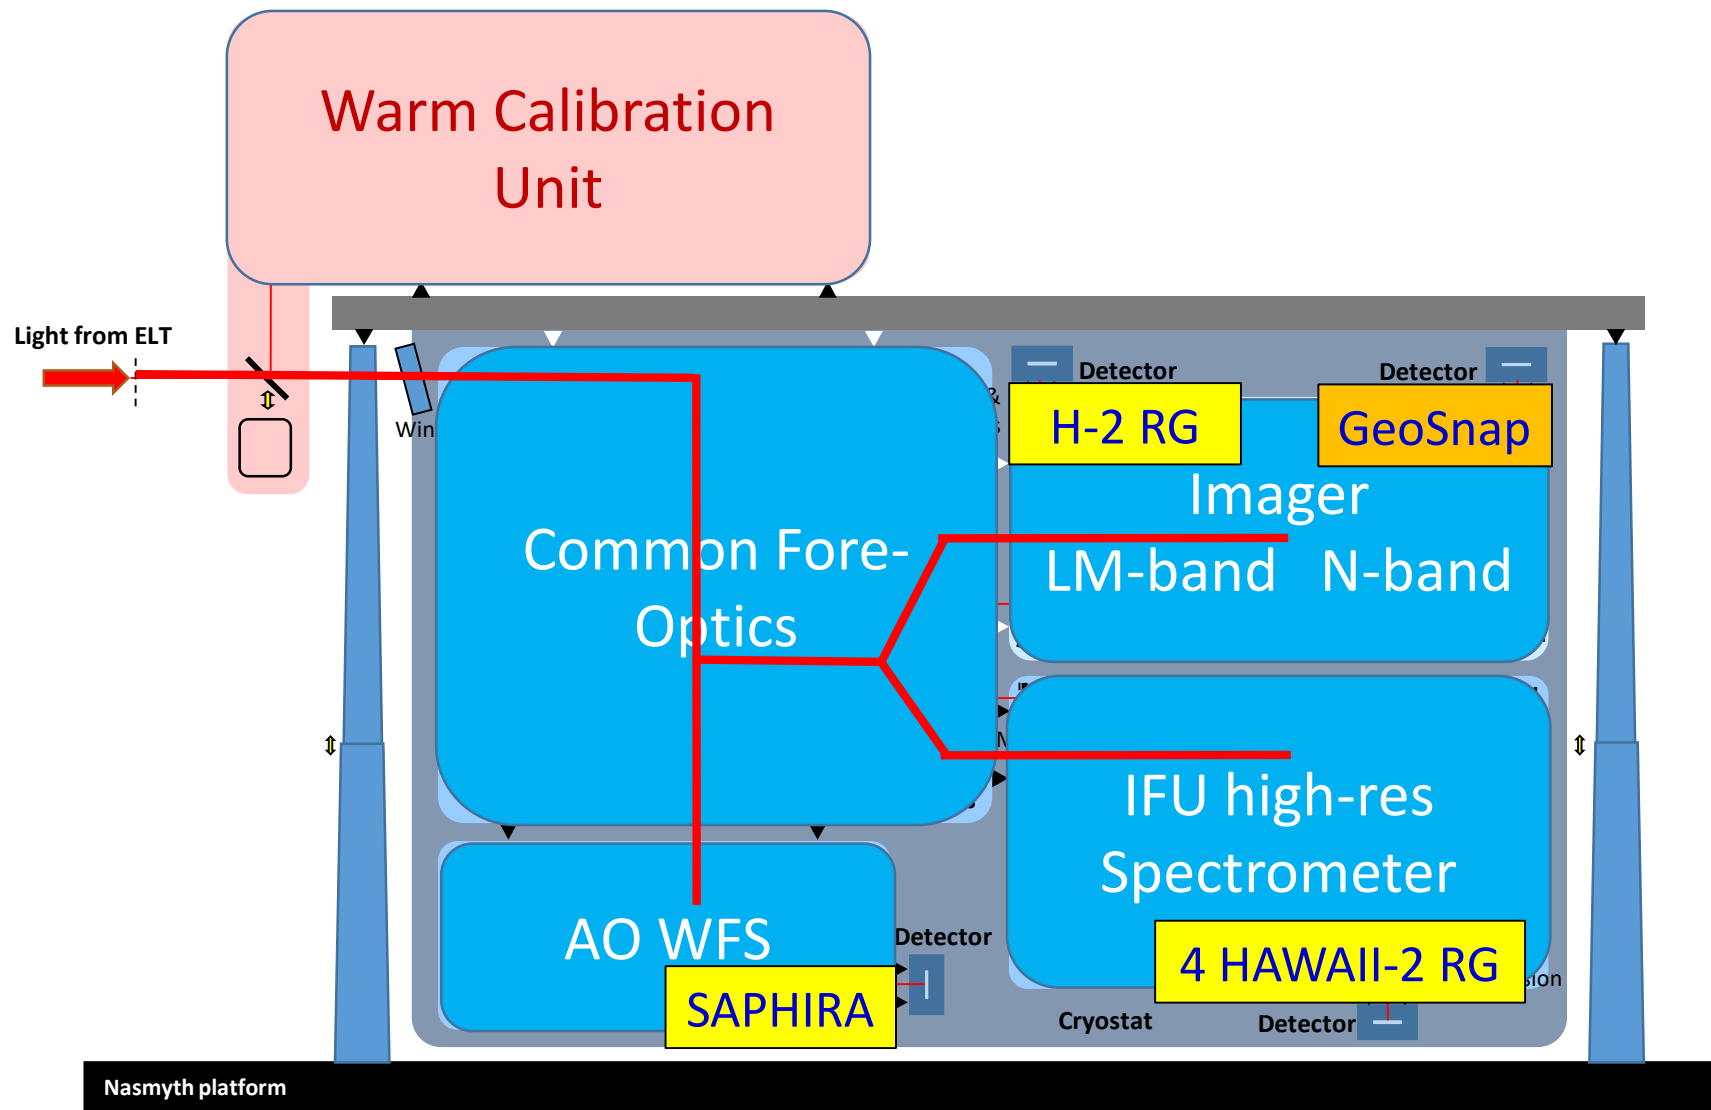 Warm Calibration
Unit
Light from ELT
Win
&
s
Detector
Detector
H-2 RG
GeoSnap
Imager
LM-band N-band
Common Fore-
Optics
IFU high-res
Spectrometer
4 HAWAII-2 RG
AO WFS
SAPHIRA
Detector
sion
Cryostat
Detector
Nasmyth platform